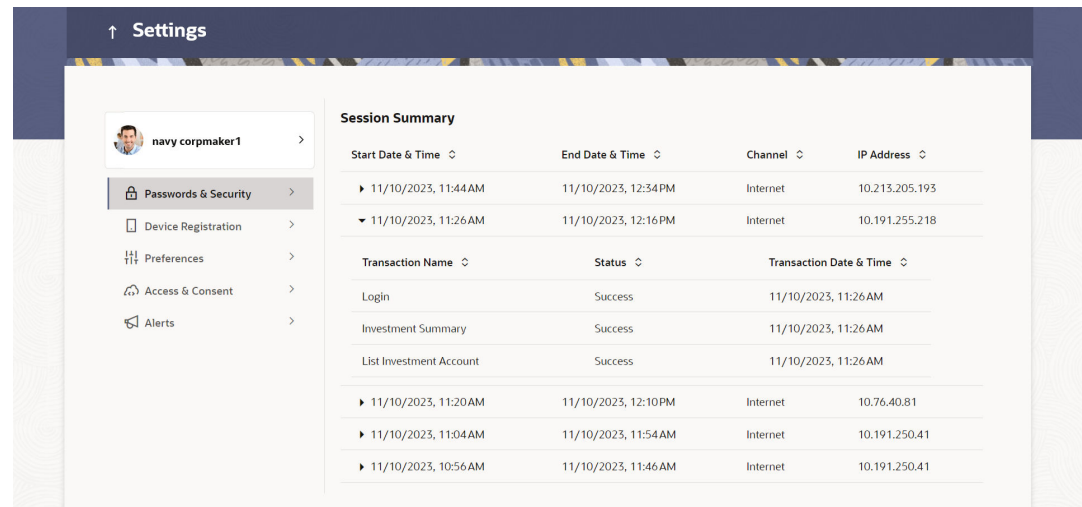 Settings
navy corpmaker1
Passwords & Security
Device Registration
Preferences
Access & Consent
Alerts
Session Summary
Start Date & Time End Date & Time Channel IP Address
11/10/2023, 11:44 AM 11/10/2023, 12:34 PM Internet 10.213.205.193
11/10/2023, 11:26 AM 11/10/2023, 12:16 PM Internet 10.191.255.218
Transaction Name Status Transaction Date & Time
Login Success 11/10/2023, 11:26 AM
Investment Summary Success 11/10/2023, 11:26 AM
List Investment Account Success 11/10/2023, 11:26 AM
11/10/2023, 11:20 AM 11/10/2023, 12:10 PM Internet 10.76.40.81
11/10/2023, 11:04 AM 11/10/2023, 11:54 AM Internet 10.191.250.41
11/10/2023, 10:56 AM 11/10/2023, 11:46 AM Internet 10.191.250.41